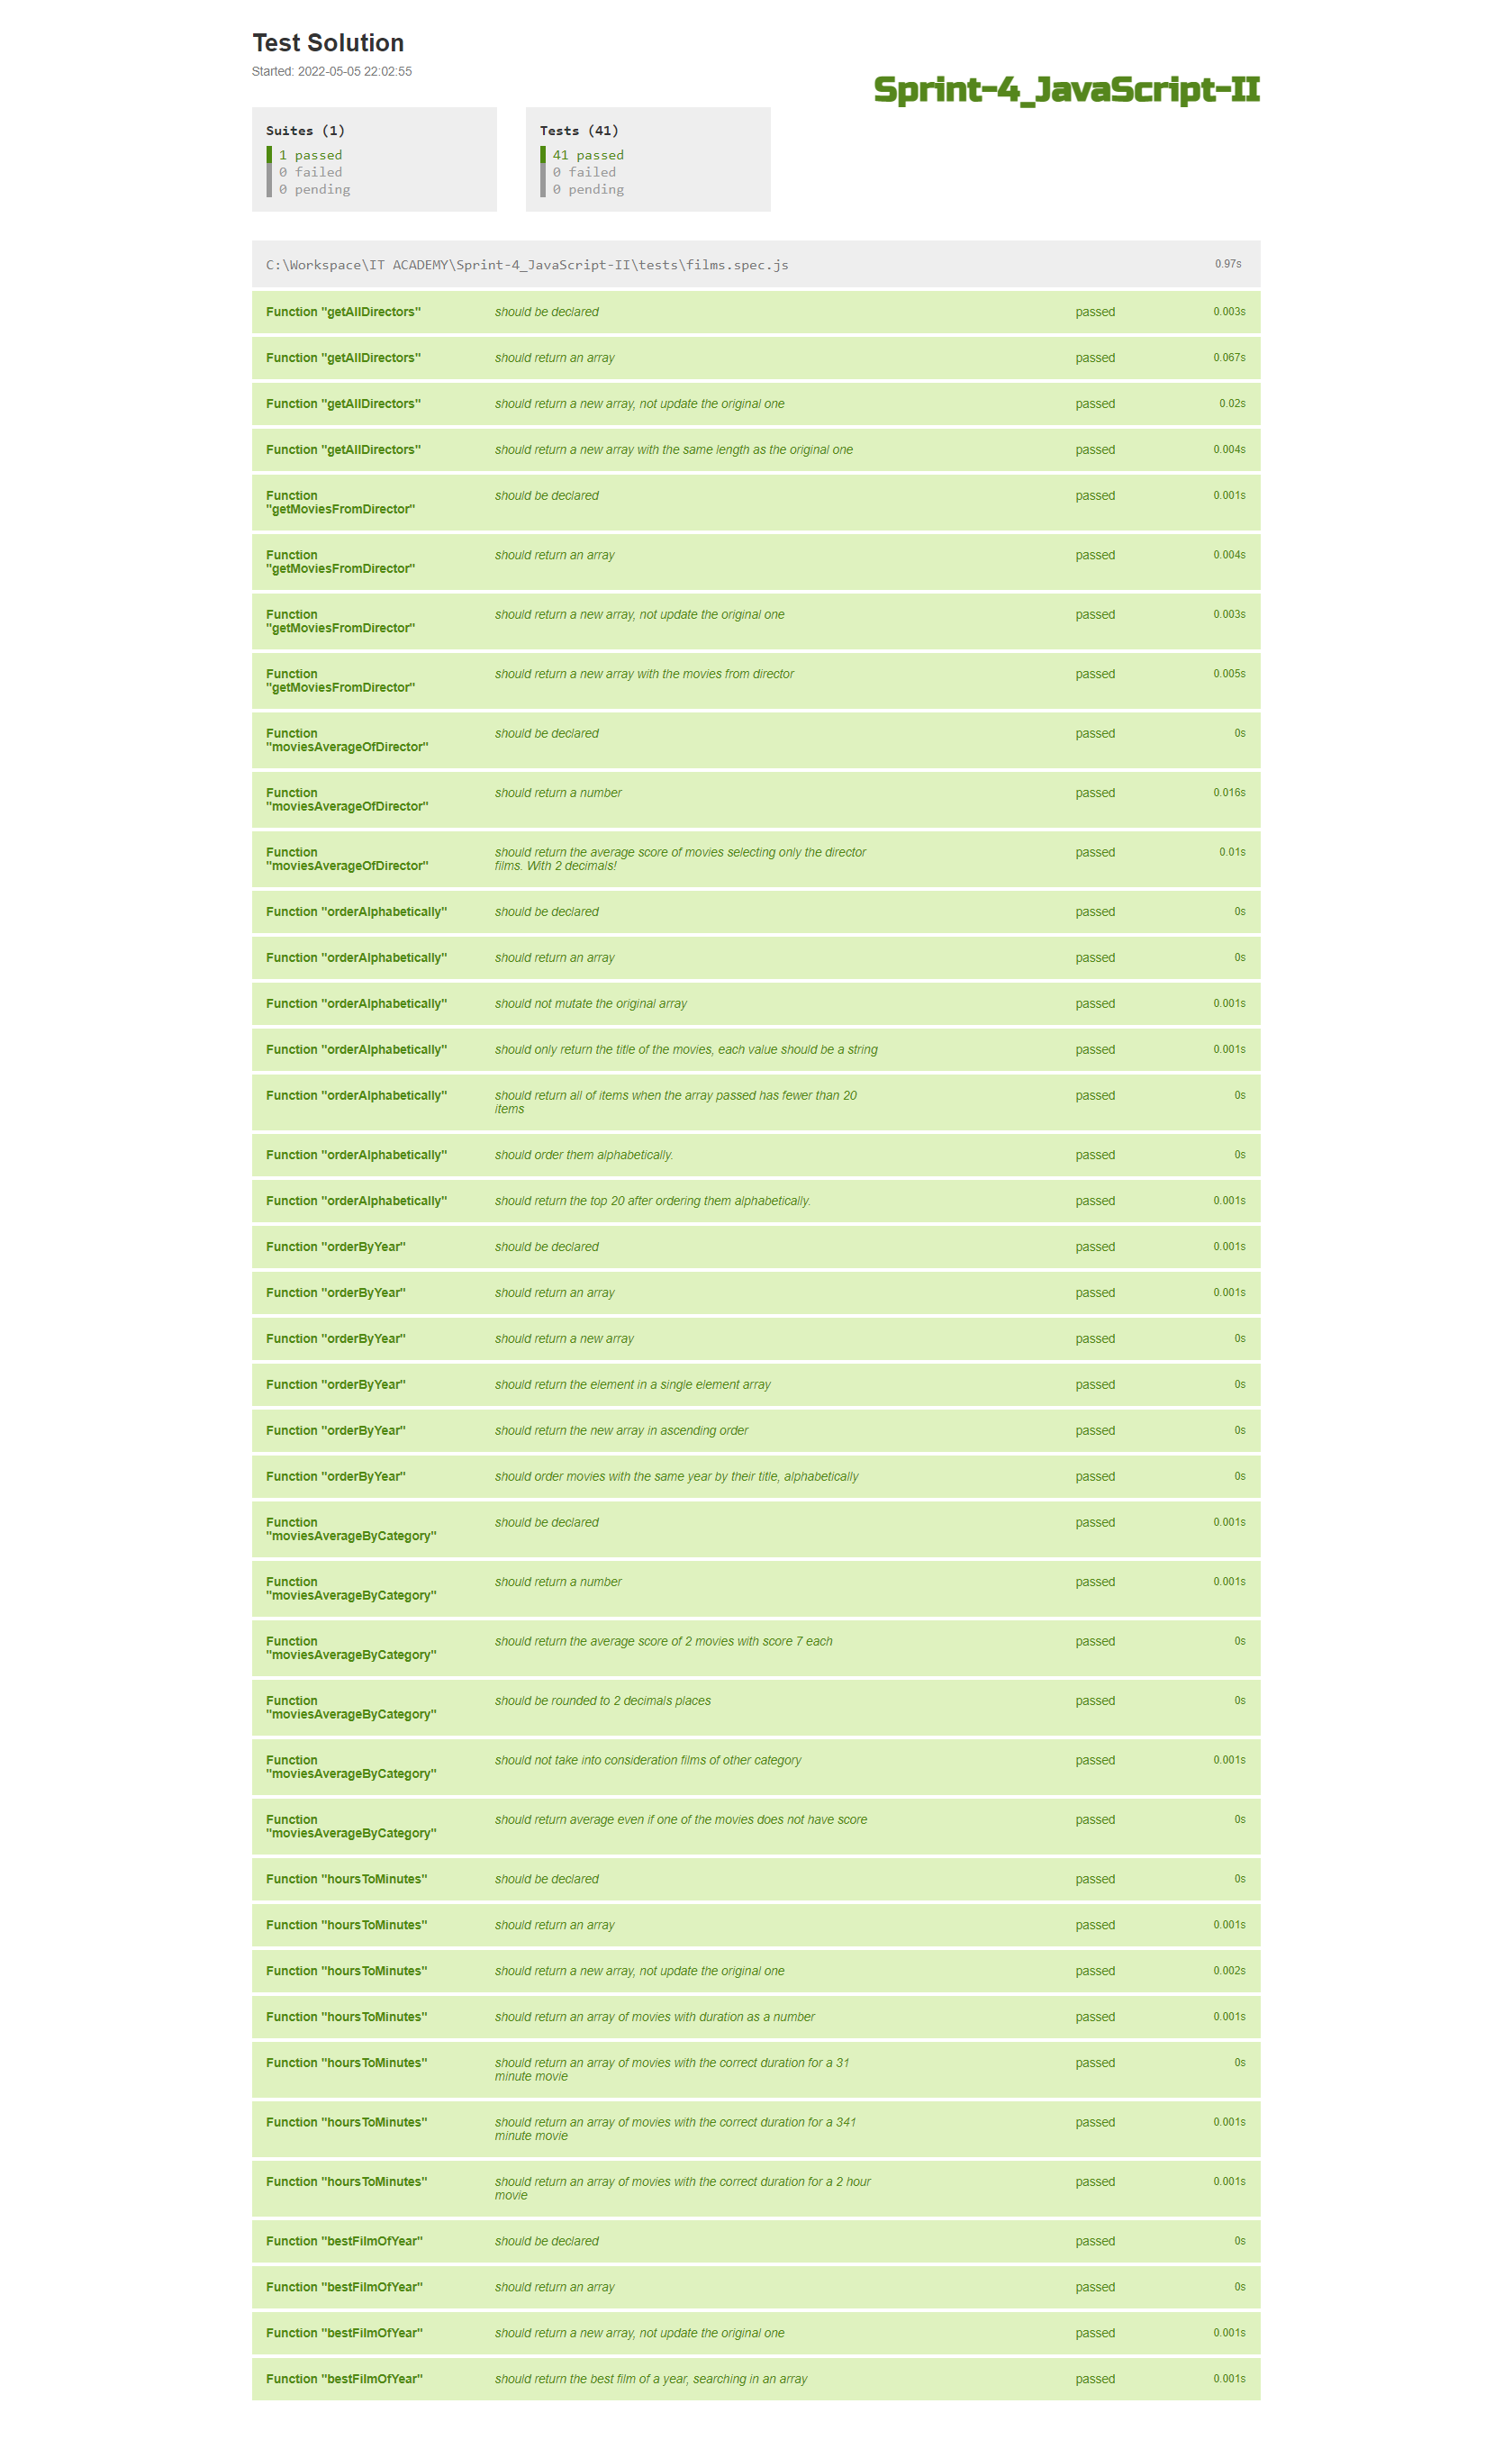 Test Solution
Started: 2022-05-05 22:02:55
Sprint-4_JavaScript-II
Suites (1)
1 passed
0 failed
0 pending
Tests (41)
41 passed
0 failed
0 pending
C:\Workspace\IT ACADEMY\Sprint-4_JavaScript-II\tests\films.spec.js 0.97s
Function "getAllDirectors" should be declared passed 0.003s
Function "getAllDirectors" should return an array passed 0.067s
Function "getAllDirectors" should return a new array, not update the original one passed 0.02s
Function "getAllDirectors" should return a new array with the same length as the original one passed 0.004s
Function should be declared passed 0.001s
"getMoviesFromDirector"
Function should return an array passed 0.004s
"getMoviesFromDirector"
Function should return a new array, not update the original one passed 0.003s
"getMoviesFromDirector"
Function should return a new array with the movies from director passed 0.005s
"getMoviesFromDirector"
Function should be declared passed 0s
"moviesAverageOfDirector"
Function should return a number passed 0.016s
"moviesAverageOfDirector"
Function should return the average score of movies selecting only the director passed 0.01s
"moviesAverageOfDirector" films. With 2 decimals!
Function "orderAlphabetically" should be declared passed 0s
Function "orderAlphabetically" should return an array passed 0s
Function "orderAlphabetically" should not mutate the original array passed 0.001s
Function "orderAlphabetically" should only return the title of the movies, each value should be a string passed 0.001s
Function "orderAlphabetically" should return all of items when the array passed has fewer than 20 passed 0s
items
Function "orderAlphabetically" should order them alphabetically. passed 0s
Function "orderAlphabetically" should return the top 20 after ordering them alphabetically. passed 0.001s
Function "orderByYear" should be declared passed 0.001s
Function "orderByYear" should return an array passed 0.001s
Function "orderByYear" should return a new array passed 0s
Function "orderByYear" should return the element in a single element array passed 0s
Function "orderByYear" should return the new array in ascending order passed 0s
Function "orderByYear" should order movies with the same year by their title, alphabetically passed 0s
Function should be declared passed 0.001s
"moviesAverageByCategory"
Function should return a number passed 0.001s
"moviesAverageByCategory"
Function should return the average score of 2 movies with score 7 each passed 0s
"moviesAverageByCategory"
Function should be rounded to 2 decimals places passed 0s
"moviesAverageByCategory"
Function should not take into consideration films of other category passed 0.001s
"moviesAverageByCategory"
Function should return average even if one of the movies does not have score passed 0s
"moviesAverageByCategory"
Function "hoursToMinutes" should be declared passed 0s
Function "hoursToMinutes" should return an array passed 0.001s
Function "hoursToMinutes" should return a new array, not update the original one passed 0.002s
Function "hoursToMinutes" should return an array of movies with duration as a number passed 0.001s
Function "hoursToMinutes" should return an array of movies with the correct duration for a 31 passed 0s
minute movie
Function "hoursToMinutes" should return an array of movies with the correct duration for a 341 passed 0.001s
minute movie
Function "hoursToMinutes" should return an array of movies with the correct duration for a 2 hour passed 0.001s
movie
Function "bestFilmOfYear" should be declared passed 0s
Function "bestFilmOfYear" should return an array passed 0s
Function "bestFilmOfYear" should return a new array, not update the original one passed 0.001s
Function "bestFilmOfYear" should return the best film of a year, searching in an array passed 0.001s